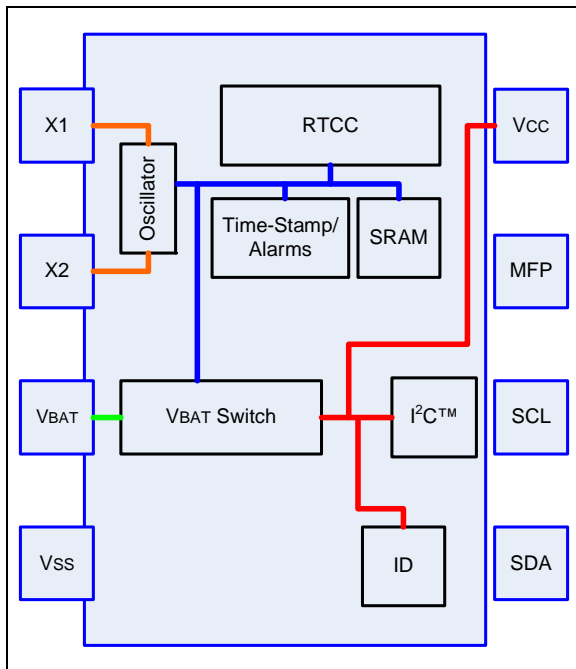 X1
RTCC
VCC
Oscillator
Time-Stamp/
Alarms
SRAM
X2
MFP
VBAT
VBAT Switch
I²C™
SCL
VSS
ID
SDA